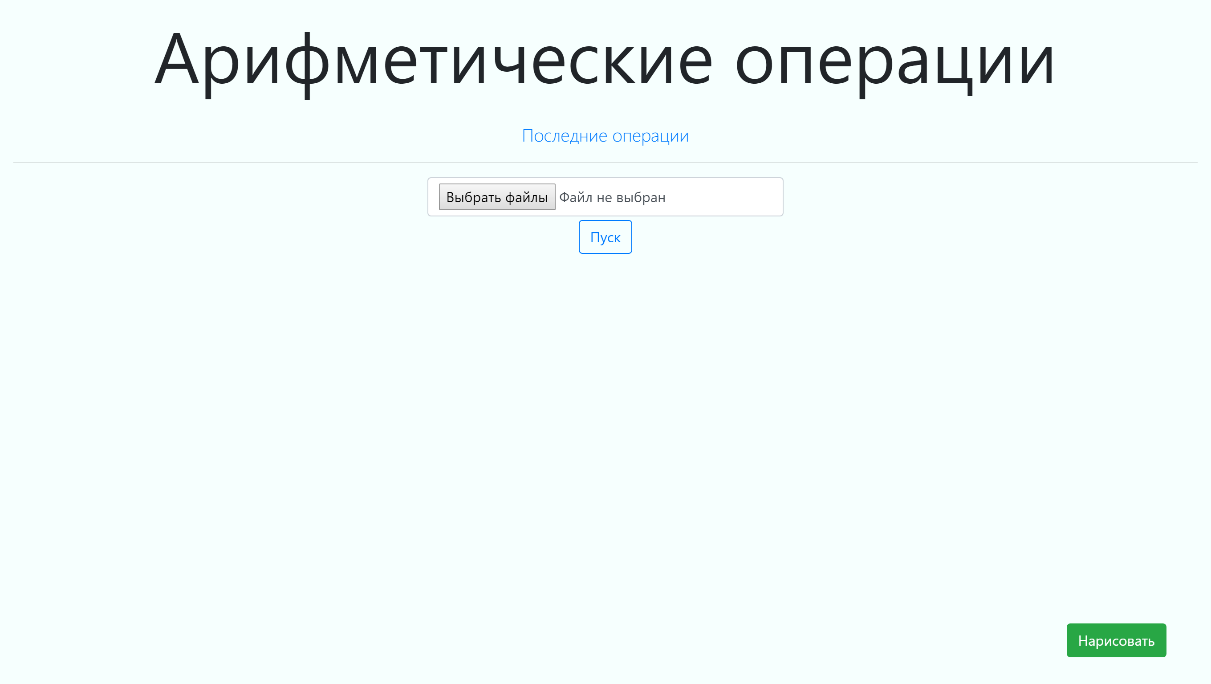 Арифметические операции
Последние операции
Выбрать файлы Файл не выбран
Пуск
Нарисовать